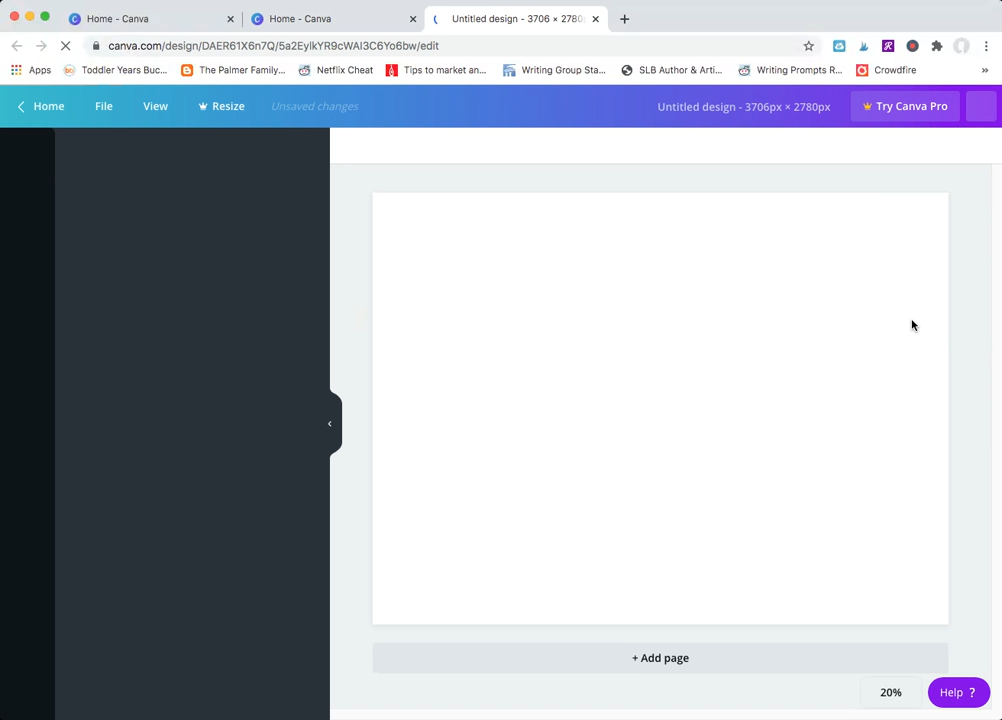 Home - Canva
Home - Canva
Untitled design - 3706 × 2780
canva.com/design/DAER61X6n7Q/5a2EylkYR9cWAI3C6Yo6bw/edit
Apps
Toddler Years Buc...
The Palmer Family...
Netflix Cheat
Tips to market an...
Writing Group Sta...
SLB Author & Arti...
Writing Prompts R...
Crowdfire
»
Home
File
View
Resize
Unsaved changes
Untitled design - 3706px × 2780px
Try Canva Pro
+ Add page
20%
Help ?